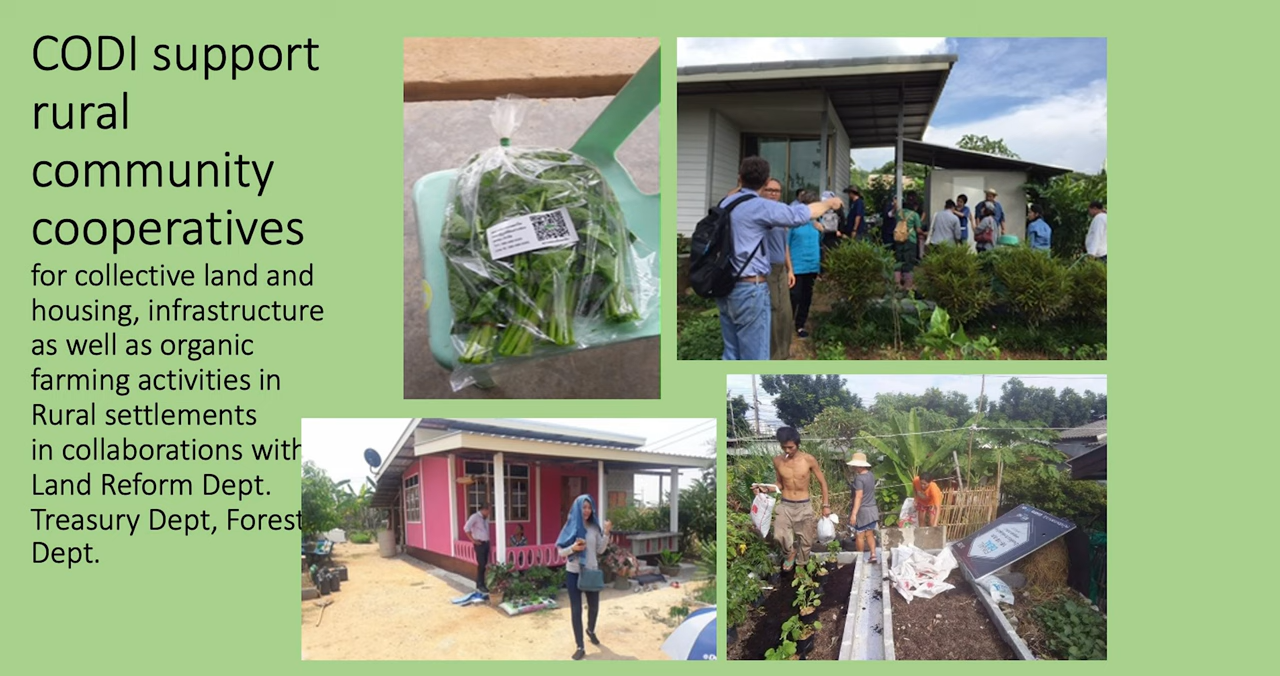 CODI support
rural
community
cooperatives
for collective land and
housing, infrastructure
as well as organic
farming activities in
Rural settlements
in collaborations with
Land Reform Dept.
Treasury Dept, Forest
Dept.